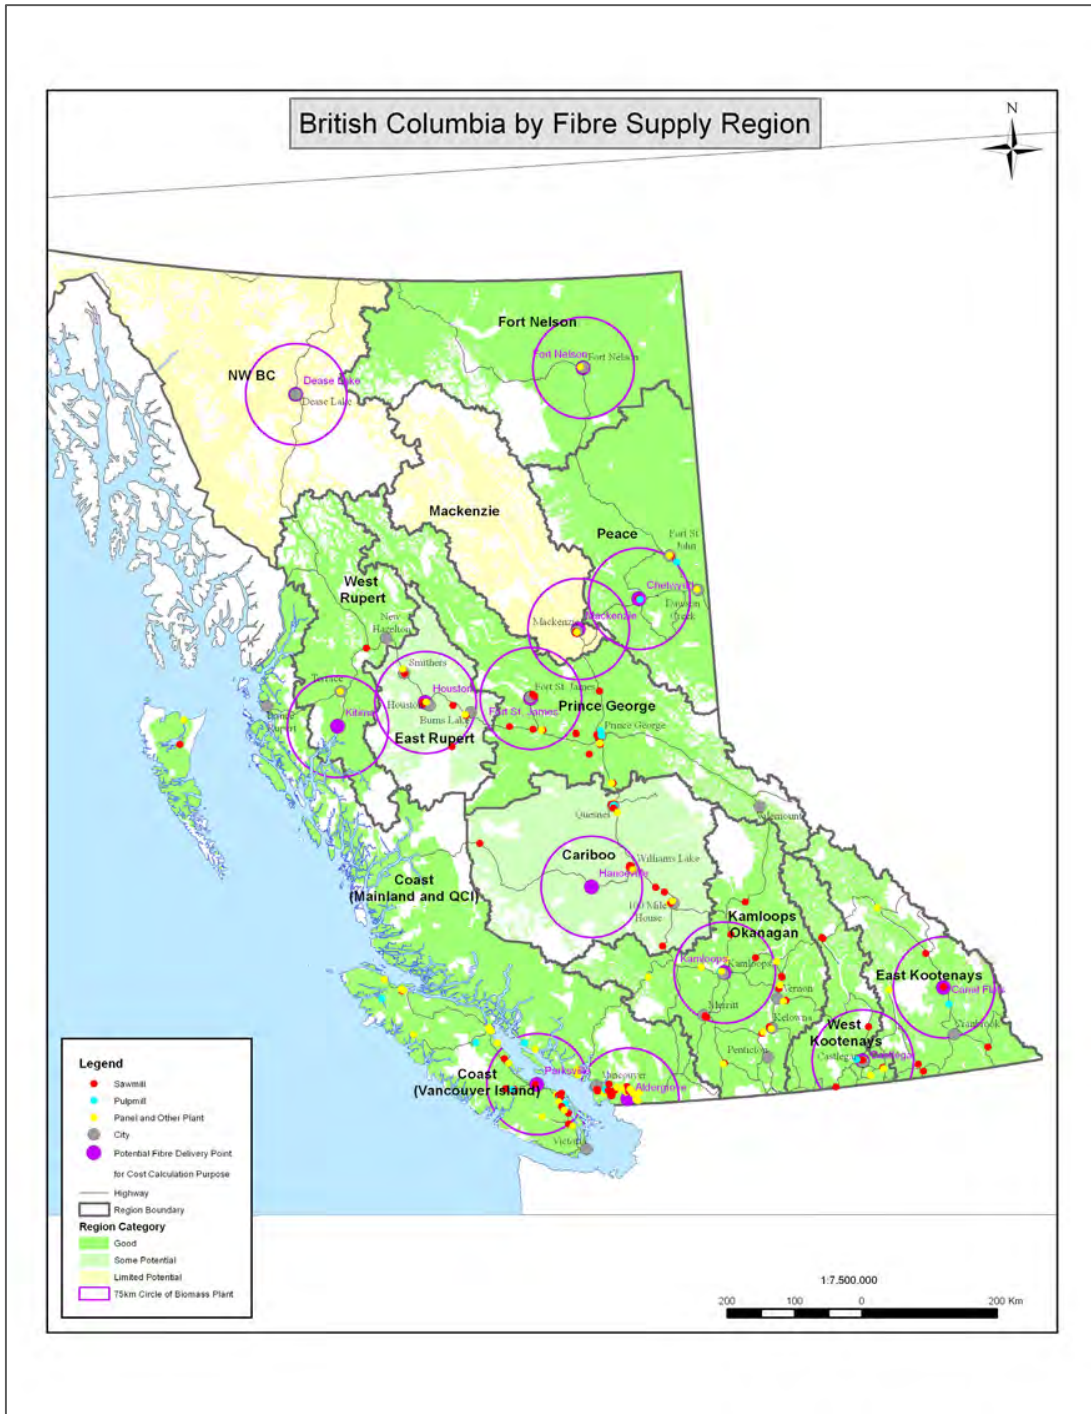 British Columbia by Fibre Supply Region
N
Fort Nelson
Fort Nelson
Fort Nelson
NW BC
Dease Lake
Dease Lake
Mackenzie
Peace
Fort St.
John
Chetwynd
Dawson
Creek
West
Rupert
New
Hazelton
Mackenzie
Mackenzie
Smithers
Terrace
Houston
Houston
Fort St. James
Fort St. James
Prince George
Kitimat
Prince
Rupert
Burns Lake
East Rupert
Prince George
Quesnel
Valemount
Cariboo
Williams Lake
Hanceville
Coast
(Mainland and QCI)
100 Mile
House
Kamloops
Okanagan
Kamloops
Kamloops
East Kootenays
Canal Flats
Vernon
Merritt
Kelowna
Cranbrook
West
Kootenays
Penticton
Castlegar
Castlegar
Coast
(Vancouver Island)
Parksville
Vancouver
Aldergrove
Victoria
Legend
Sawmill
Pulpmill
Panel and Other Plant
City
Potential Fibre Delivery Point
for Cost Calculation Purpose
Highway
Region Boundary
Region Category
Good
Some Potential
Limited Potential
75km Circle of Biomass Plant
1:7,500,000
200 100 0 200 Km